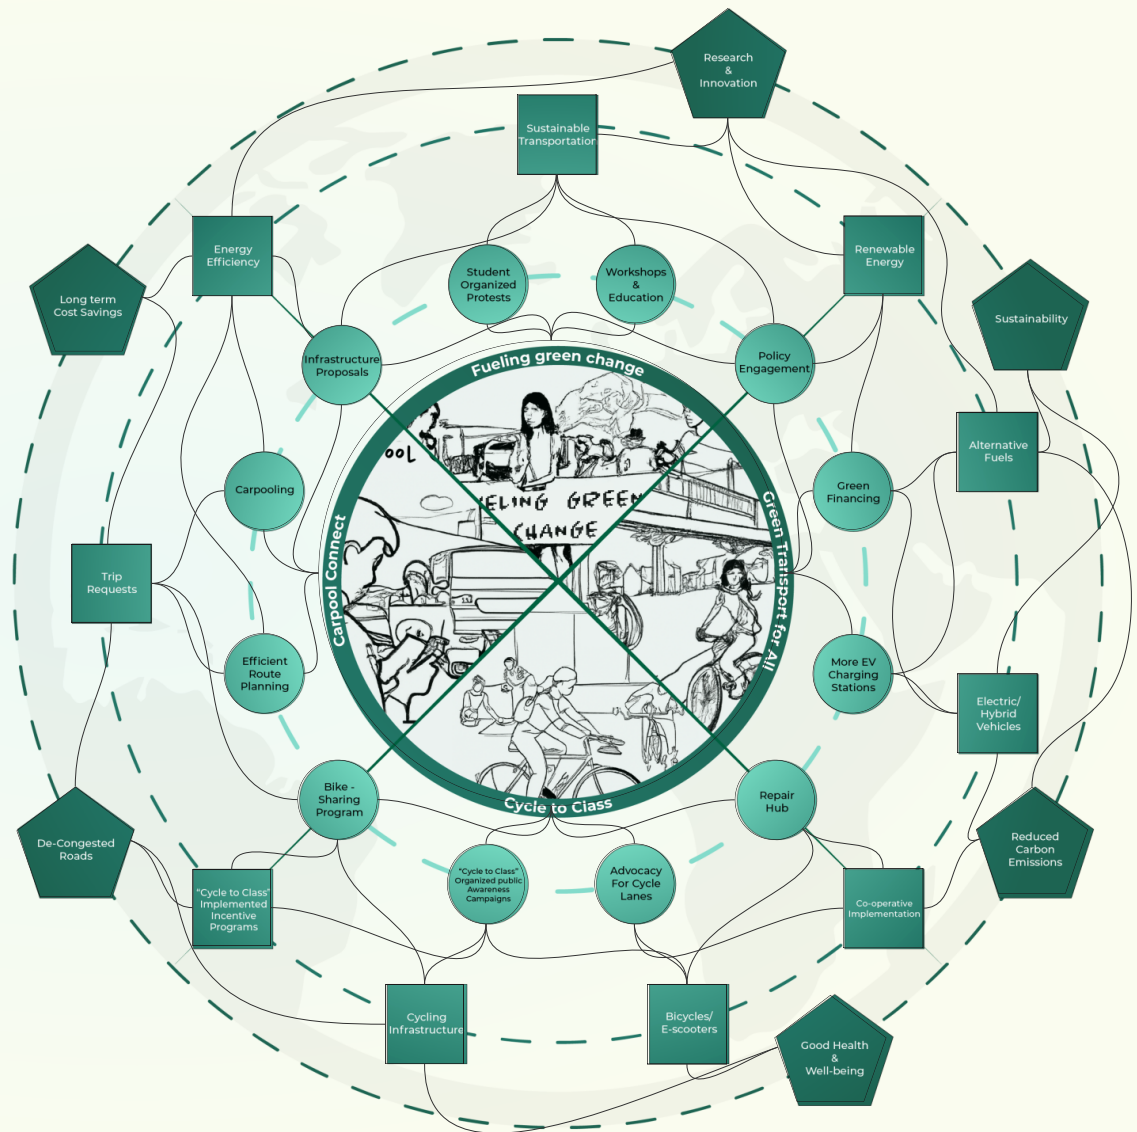 Research
&
Innovation
Sustainable
Transportation
Energy
Efficiency
Renewable
Energy
Long term
Cost Savings
Student
Organized
Protests
Workshops
&
Education
Sustainability
Infrastructure
Proposals
Policy
Engagement
Fueling green change
OOL
ELING GREEN
CHANGE
Carpooling
Green
Financing
Alternative
Fuels
Carpool Connect
Green Transport for All
Trip
Requests
Efficient
Route
Planning
More EV
Charging
Stations
Electric/
Hybrid
Vehicles
Bike -
Sharing
Program
Repair
Hub
Cycle to Class
De-Congested
Roads
Reduced
Carbon
Emissions
"Cycle to Class"
Organized public
Awareness
Campaigns
Advocacy
For Cycle
Lanes
"Cycle to Class"
Implemented
Incentive
Programs
Co-operative
Implementation
Cycling
Infrastructure
Bicycles/
E-scooters
Good Health
&
Well-being